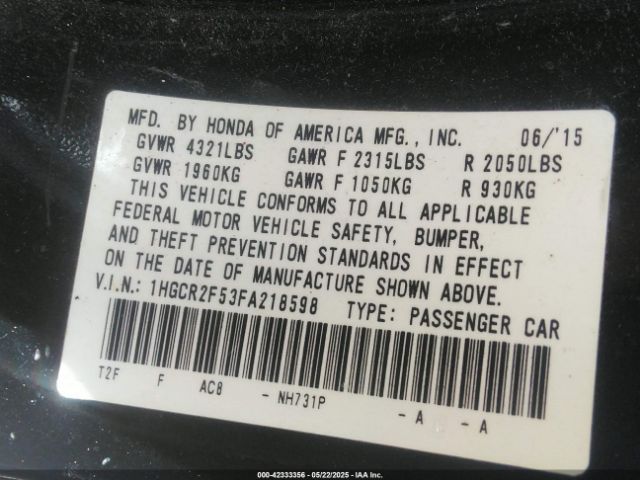 MFD. BY HONDA OF AMERICA MFG., INC. 06/'15
GVWR 4321LBS GAWR F 2315LBS R 2050LBS
GVWR 1960KG GAWR F 1050KG R 930KG
THIS VEHICLE CONFORMS TO ALL APPLICABLE
FEDERAL MOTOR VEHICLE SAFETY, BUMPER,
AND THEFT PREVENTION STANDARDS IN EFFECT
ON THE DATE OF MANUFACTURE SHOWN ABOVE.
V.I.N.: 1HGCR2F53FA218598 TYPE: PASSENGER CAR
T2F F AC8 - NH731P - A - A
000-42333356 - 05/22/2025 - IAA Inc.